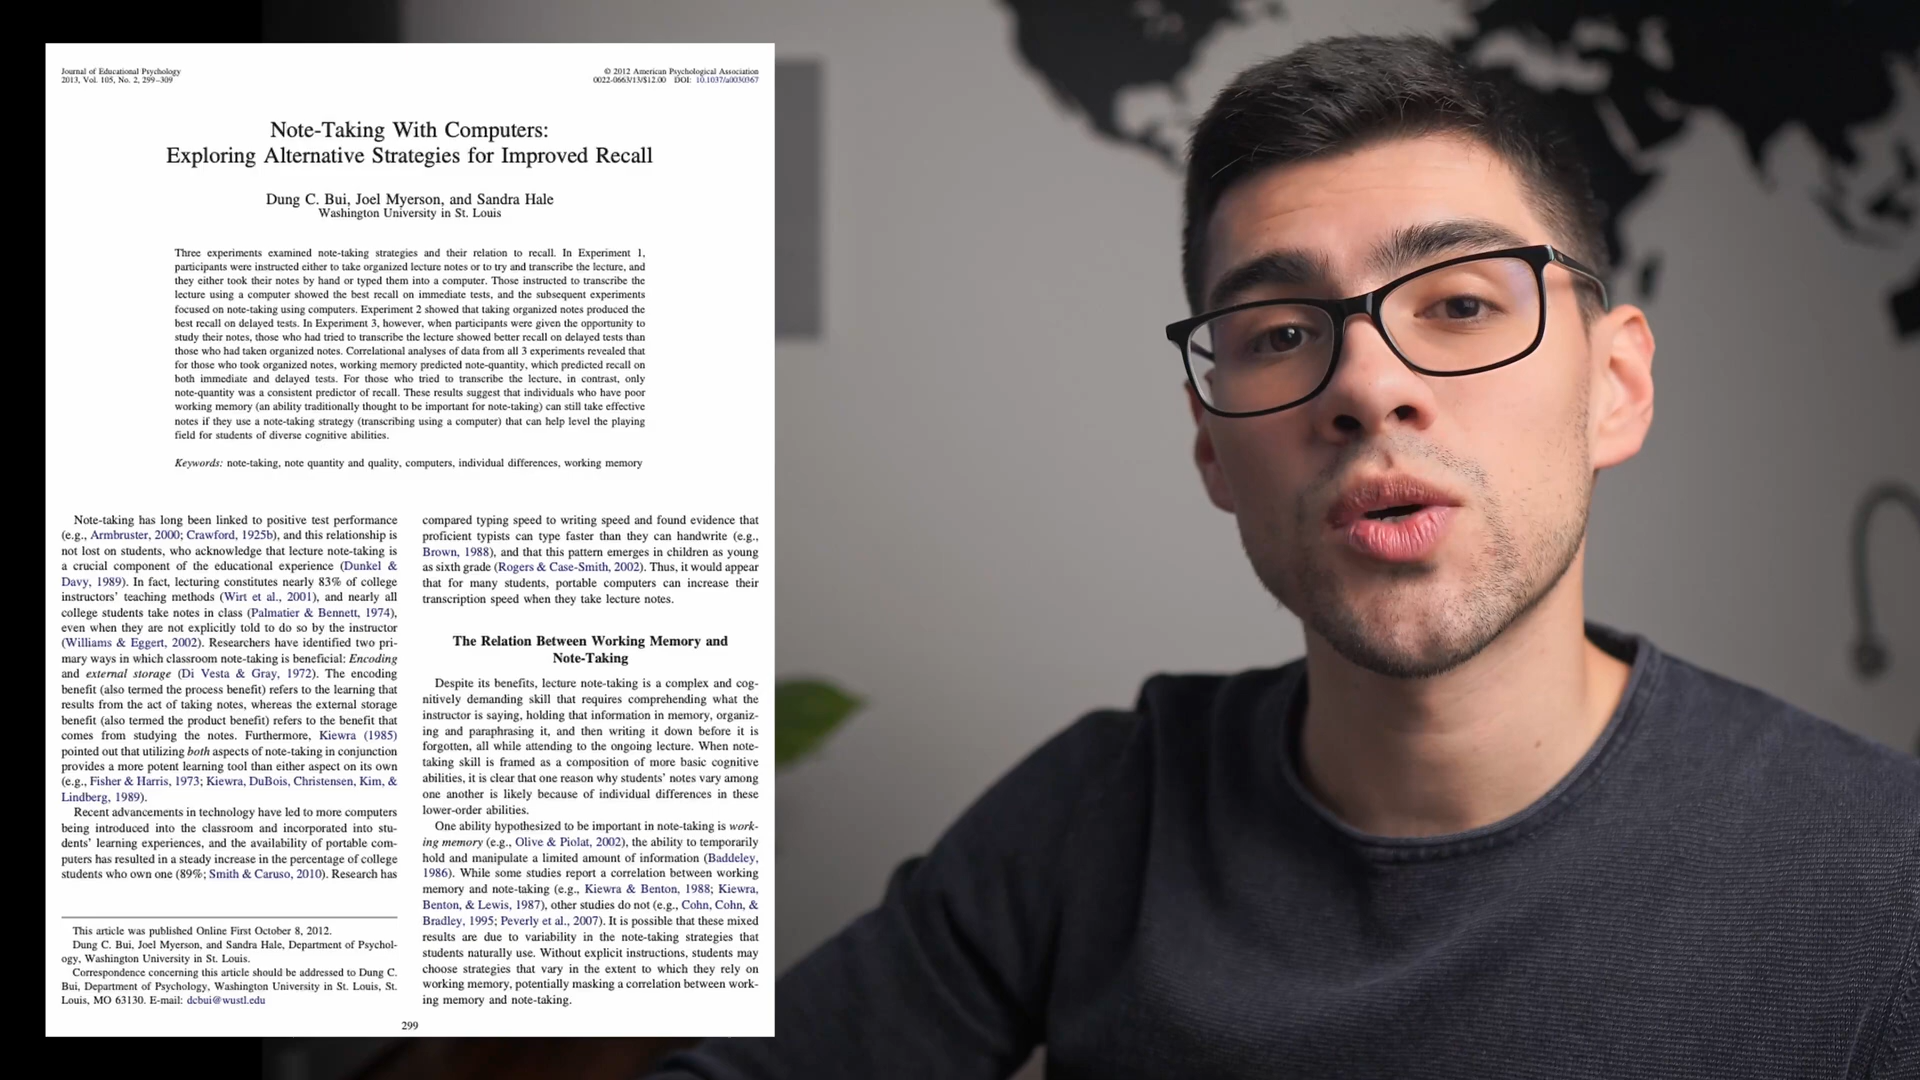 Journal of Educational Psychology
2013, Vol. 105, No. 2, 299–309
© 2012 American Psychological Association
0022-0663/13/$12.00 DOI: 10.1037/a0030367
Note-Taking With Computers:
Exploring Alternative Strategies for Improved Recall
Dung C. Bui, Joel Myerson, and Sandra Hale
Washington University in St. Louis
Three experiments examined note-taking strategies and their relation to recall. In Experiment 1,
participants were instructed either to take organized lecture notes or to try and transcribe the lecture, and
they either took their notes by hand or typed them into a computer. Those instructed to transcribe the
lecture using a computer showed the best recall on immediate tests, and the subsequent experiments
focused on note-taking using computers. Experiment 2 showed that taking organized notes produced the
best recall on delayed tests. In Experiment 3, however, when participants were given the opportunity to
study their notes, those who had tried to transcribe the lecture showed better recall on delayed tests than
those who had taken organized notes. Correlational analyses of data from all 3 experiments revealed that
for those who took organized notes, working memory predicted note-quantity, which predicted recall on
both immediate and delayed tests. For those who tried to transcribe the lecture, in contrast, only
note-quantity was a consistent predictor of recall. These results suggest that individuals who have poor
working memory (an ability traditionally thought to be important for note-taking) can still take effective
notes if they use a note-taking strategy (transcribing using a computer) that can help level the playing
field for students of diverse cognitive abilities.
Keywords: note-taking, note quantity and quality, computers, individual differences, working memory
Note-taking has long been linked to positive test performance
(e.g., Armbruster, 2000; Crawford, 1925b), and this relationship is
not lost on students, who acknowledge that lecture note-taking is
a crucial component of the educational experience (Dunkel &
Davy, 1989). In fact, lecturing constitutes nearly 83% of college
instructors' teaching methods (Wirt et al., 2001), and nearly all
college students take notes in class (Palmatier & Bennett, 1974),
even when they are not explicitly told to do so by the instructor
(Williams & Eggert, 2002). Researchers have identified two pri-
mary ways in which classroom note-taking is beneficial: Encoding
and external storage (Di Vesta & Gray, 1972). The encoding
benefit (also termed the process benefit) refers to the learning that
results from the act of taking notes, whereas the external storage
benefit (also termed the product benefit) refers to the benefit that
comes from studying the notes. Furthermore, Kiewra (1985)
pointed out that utilizing both aspects of note-taking in conjunction
provides a more potent learning tool than either aspect on its own
(e.g., Fisher & Harris, 1973; Kiewra, DuBois, Christensen, Kim, &
Lindberg, 1989).
Recent advancements in technology have led to more computers
being introduced into the classroom and incorporated into stu-
dents' learning experiences, and the availability of portable com-
puters has resulted in a steady increase in the percentage of college
students who own one (89%; Smith & Caruso, 2010). Research has
This article was published Online First October 8, 2012.
Dung C. Bui, Joel Myerson, and Sandra Hale, Department of Psychol-
ogy, Washington University in St. Louis.
Correspondence concerning this article should be addressed to Dung C.
Bui, Department of Psychology, Washington University in St. Louis, St.
Louis, MO 63130. E-mail: dcbui@wustl.edu
compared typing speed to writing speed and found evidence that
proficient typists can type faster than they can handwrite (e.g.,
Brown, 1988), and that this pattern emerges in children as young
as sixth grade (Rogers & Case-Smith, 2002). Thus, it would appear
that for many students, portable computers can increase their
transcription speed when they take lecture notes.
The Relation Between Working Memory and
Note-Taking
Despite its benefits, lecture note-taking is a complex and cog-
nitively demanding skill that requires comprehending what the
instructor is saying, holding that information in memory, organiz-
ing and paraphrasing it, and then writing it down before it is
forgotten, all while attending to the ongoing lecture. When note-
taking skill is framed as a composition of more basic cognitive
abilities, it is clear that one reason why students' notes vary among
one another is likely because of individual differences in these
lower-order abilities.
One ability hypothesized to be important in note-taking is work-
ing memory (e.g., Olive & Piolat, 2002), the ability to temporarily
hold and manipulate a limited amount of information (Baddeley,
1986). While some studies report a correlation between working
memory and note-taking (e.g., Kiewra & Benton, 1988; Kiewra,
Benton, & Lewis, 1987), other studies do not (e.g., Cohn, Cohn, &
Bradley, 1995; Peverly et al., 2007). It is possible that these mixed
results are due to variability in the note-taking strategies that
students naturally use. Without explicit instructions, students may
choose strategies that vary in the extent to which they rely on
working memory, potentially masking a correlation between work-
ing memory and note-taking.
299